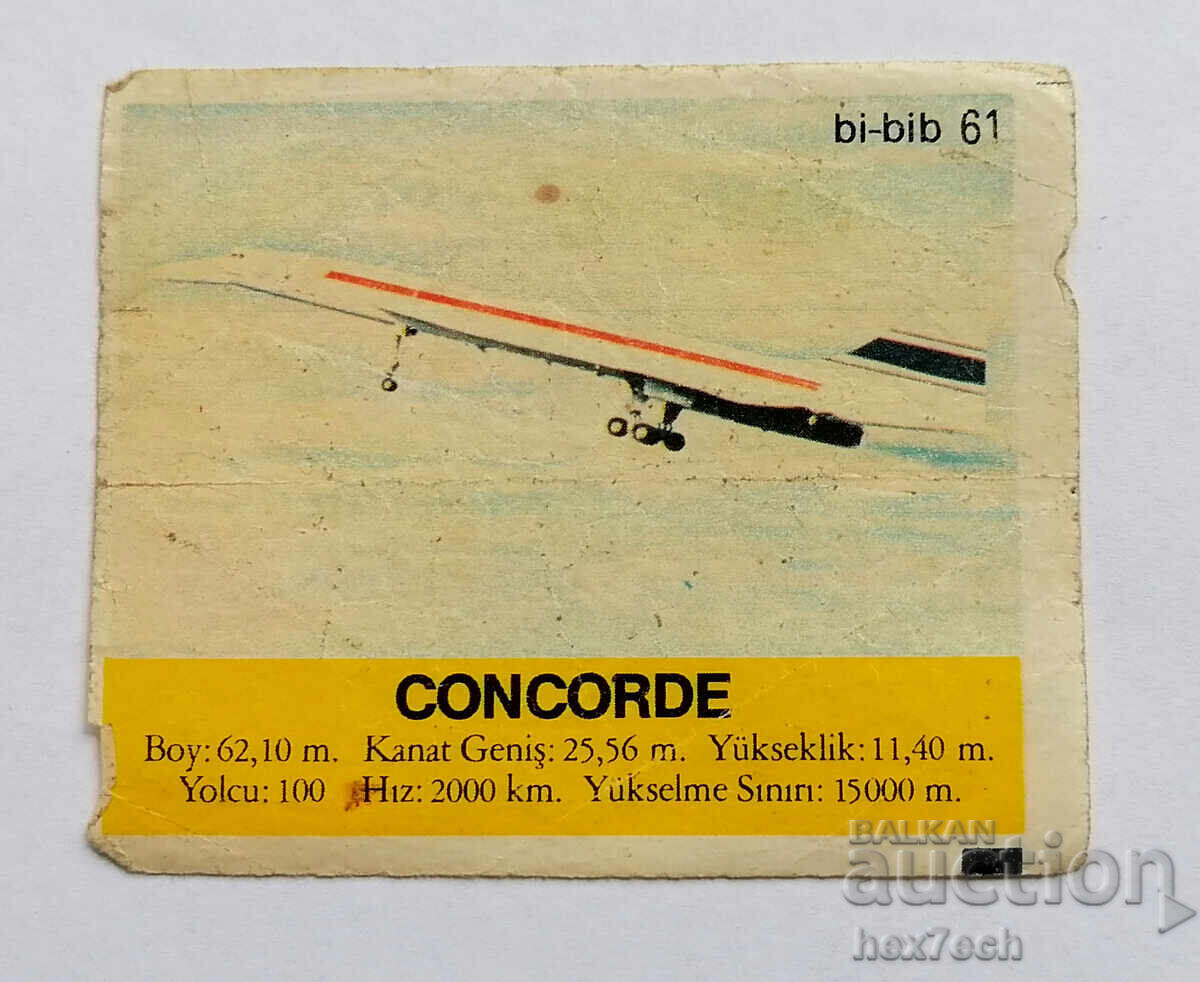 bi-bib 61
CONCORDE
Boy: 62,10 m. Kanat Geniş: 25,56 m. Yükseklik: 11,40 m.
Yolcu: 100 Hız: 2000 km. Yükselme Sınırı: 15000 m.
BALKAN
auction
hex7ech